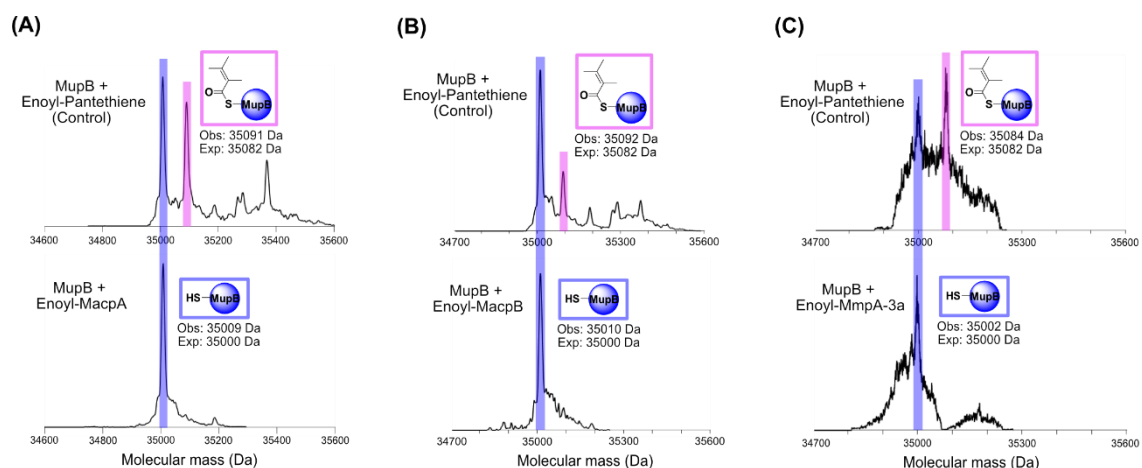 (A)
MupB +
Enoyl-Pantethiene
(Control)
O
S
MupB
Obs: 35091 Da
Exp: 35082 Da
34600 34800 35000 35200 35400 35600
MupB +
Enoyl-MacpA
HS MupB
Obs: 35009 Da
Exp: 35000 Da
34600 34800 35000 35200 35400 35600
Molecular mass (Da)
(B)
MupB +
Enoyl-Pantethiene
(Control)
O
S
MupB
Obs: 35092 Da
Exp: 35082 Da
34700 35000 35300 35600
MupB +
Enoyl-MacpB
HS MupB
Obs: 35010 Da
Exp: 35000 Da
34700 35000 35300 35600
Molecular mass (Da)
(C)
MupB +
Enoyl-Pantethiene
(Control)
O
S
MupB
Obs: 35084 Da
Exp: 35082 Da
34700 35000 35300 35600
MupB +
Enoyl-MmpA-3a
HS MupB
Obs: 35002 Da
Exp: 35000 Da
34700 35000 35300 35600
Molecular mass (Da)